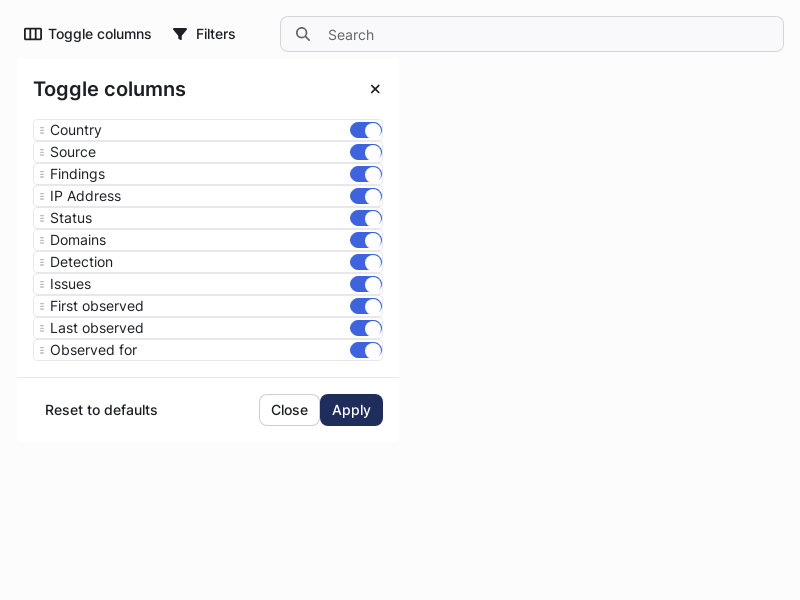 Toggle columns
Filters
Search
Toggle columns
Country
Source
Findings
IP Address
Status
Domains
Detection
Issues
First observed
Last observed
Observed for
Reset to defaults
Close
Apply